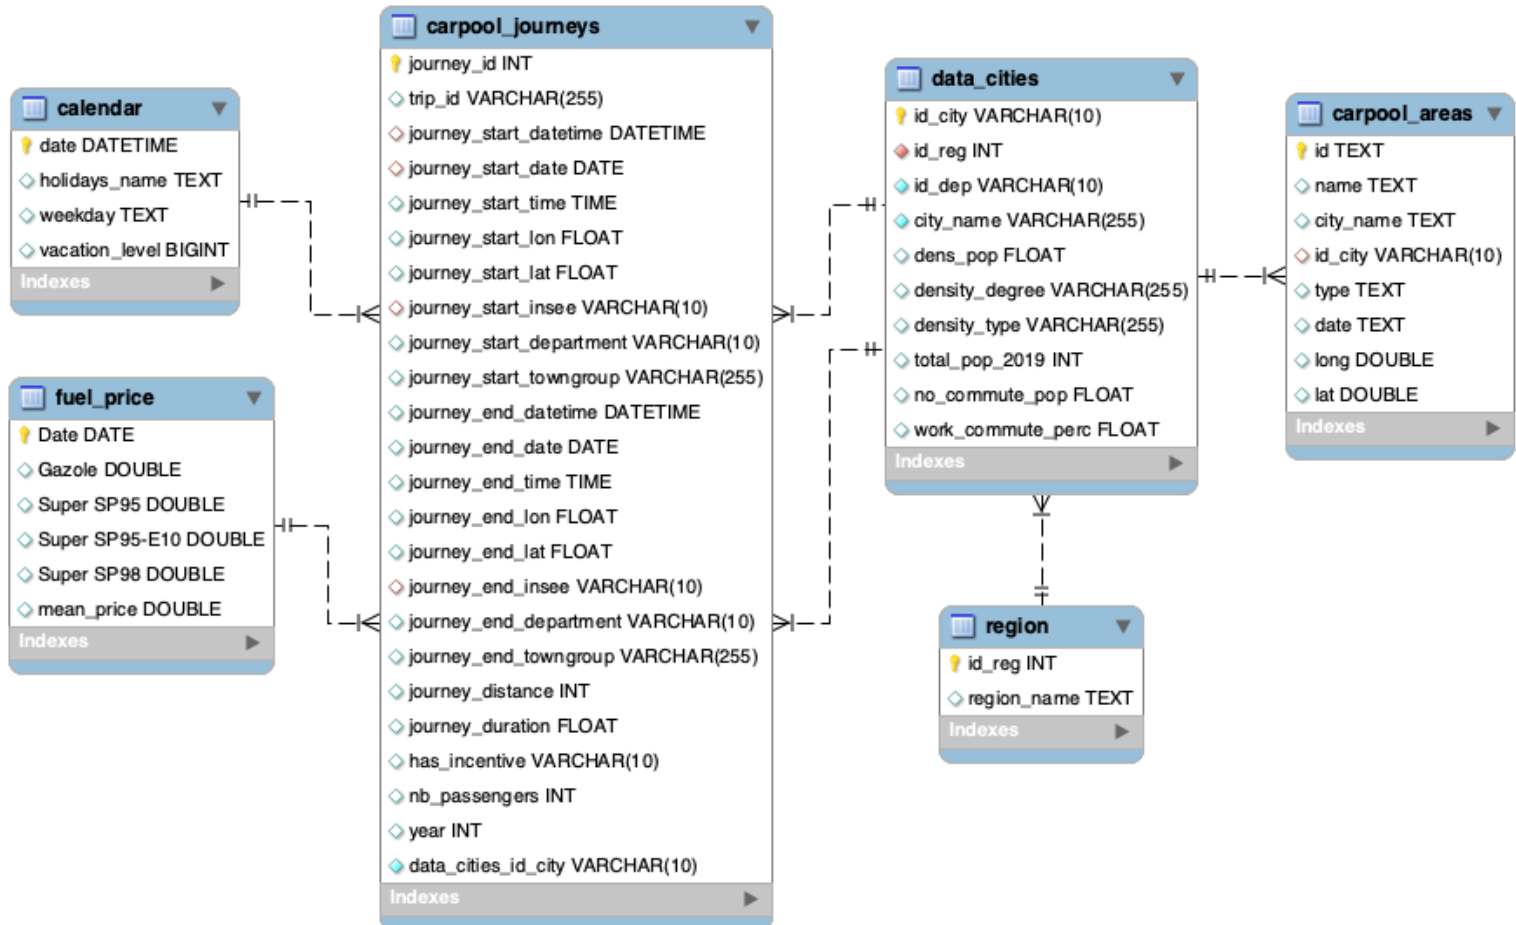 calendar
date DATETIME
holidays_name TEXT
weekday TEXT
vacation_level BIGINT
Indexes
fuel_price
Date DATE
Gazole DOUBLE
Super SP95 DOUBLE
Super SP95-E10 DOUBLE
Super SP98 DOUBLE
mean_price DOUBLE
Indexes
carpool_journeys
journey_id INT
trip_id VARCHAR(255)
journey_start_datetime DATETIME
journey_start_date DATE
journey_start_time TIME
journey_start_lon FLOAT
journey_start_lat FLOAT
journey_start_insee VARCHAR(10)
journey_start_department VARCHAR(10)
journey_start_towngroup VARCHAR(255)
journey_end_datetime DATETIME
journey_end_date DATE
journey_end_time TIME
journey_end_lon FLOAT
journey_end_lat FLOAT
journey_end_insee VARCHAR(10)
journey_end_department VARCHAR(10)
journey_end_towngroup VARCHAR(255)
journey_distance INT
journey_duration FLOAT
has_incentive VARCHAR(10)
nb_passengers INT
year INT
data_cities_id_city VARCHAR(10)
Indexes
data_cities
id_city VARCHAR(10)
id_reg INT
id_dep VARCHAR(10)
city_name VARCHAR(255)
dens_pop FLOAT
density_degree VARCHAR(255)
density_type VARCHAR(255)
total_pop_2019 INT
no_commute_pop FLOAT
work_commute_perc FLOAT
Indexes
region
id_reg INT
region_name TEXT
Indexes
carpool_areas
id TEXT
name TEXT
city_name TEXT
id_city VARCHAR(10)
type TEXT
date TEXT
long DOUBLE
lat DOUBLE
Indexes